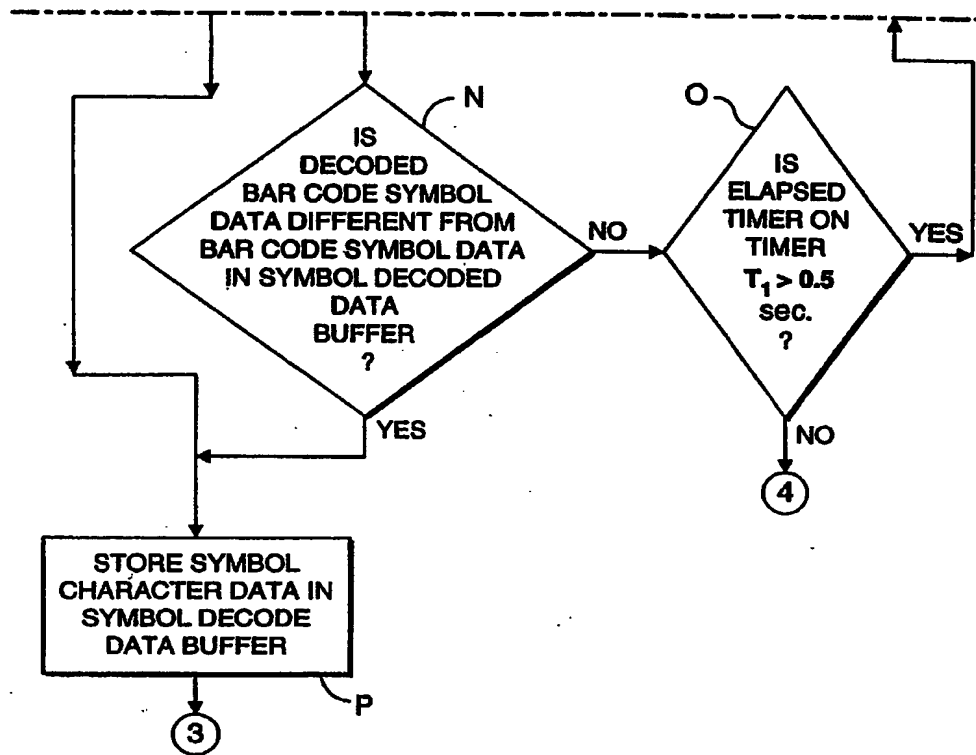 N
IS
DECODED
BAR CODE SYMBOL
DATA DIFFERENT FROM
BAR CODE SYMBOL DATA
IN SYMBOL DECODED
DATA
BUFFER
?
NO
YES
O
IS
ELAPSED
TIMER ON
TIMER
T₁ > 0.5
sec.
?
YES
NO
4
STORE SYMBOL
CHARACTER DATA IN
SYMBOL DECODE
DATA BUFFER
P
3